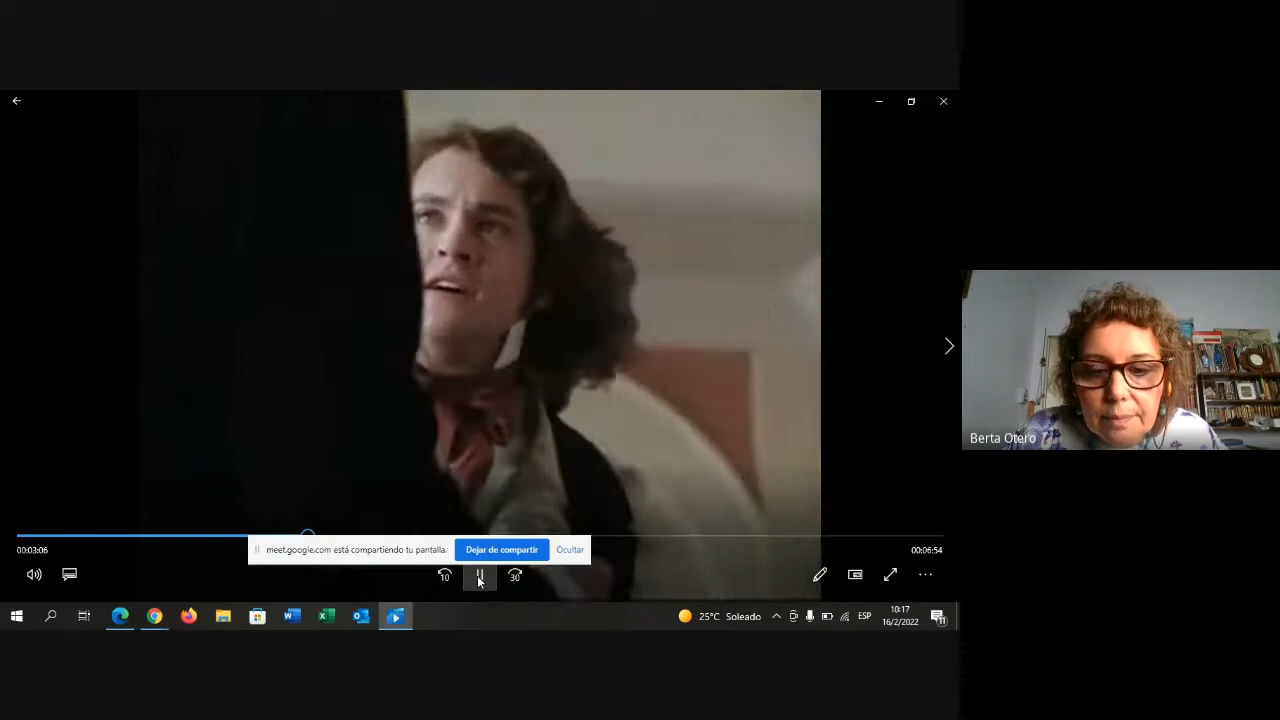 Berta Otero
00:03:06
meet.google.com está compartiendo tu pantalla.
Dejar de compartir
Ocultar
00:06:54
10
30
25°C Soleado
ESP
10:17
16/2/2022
11